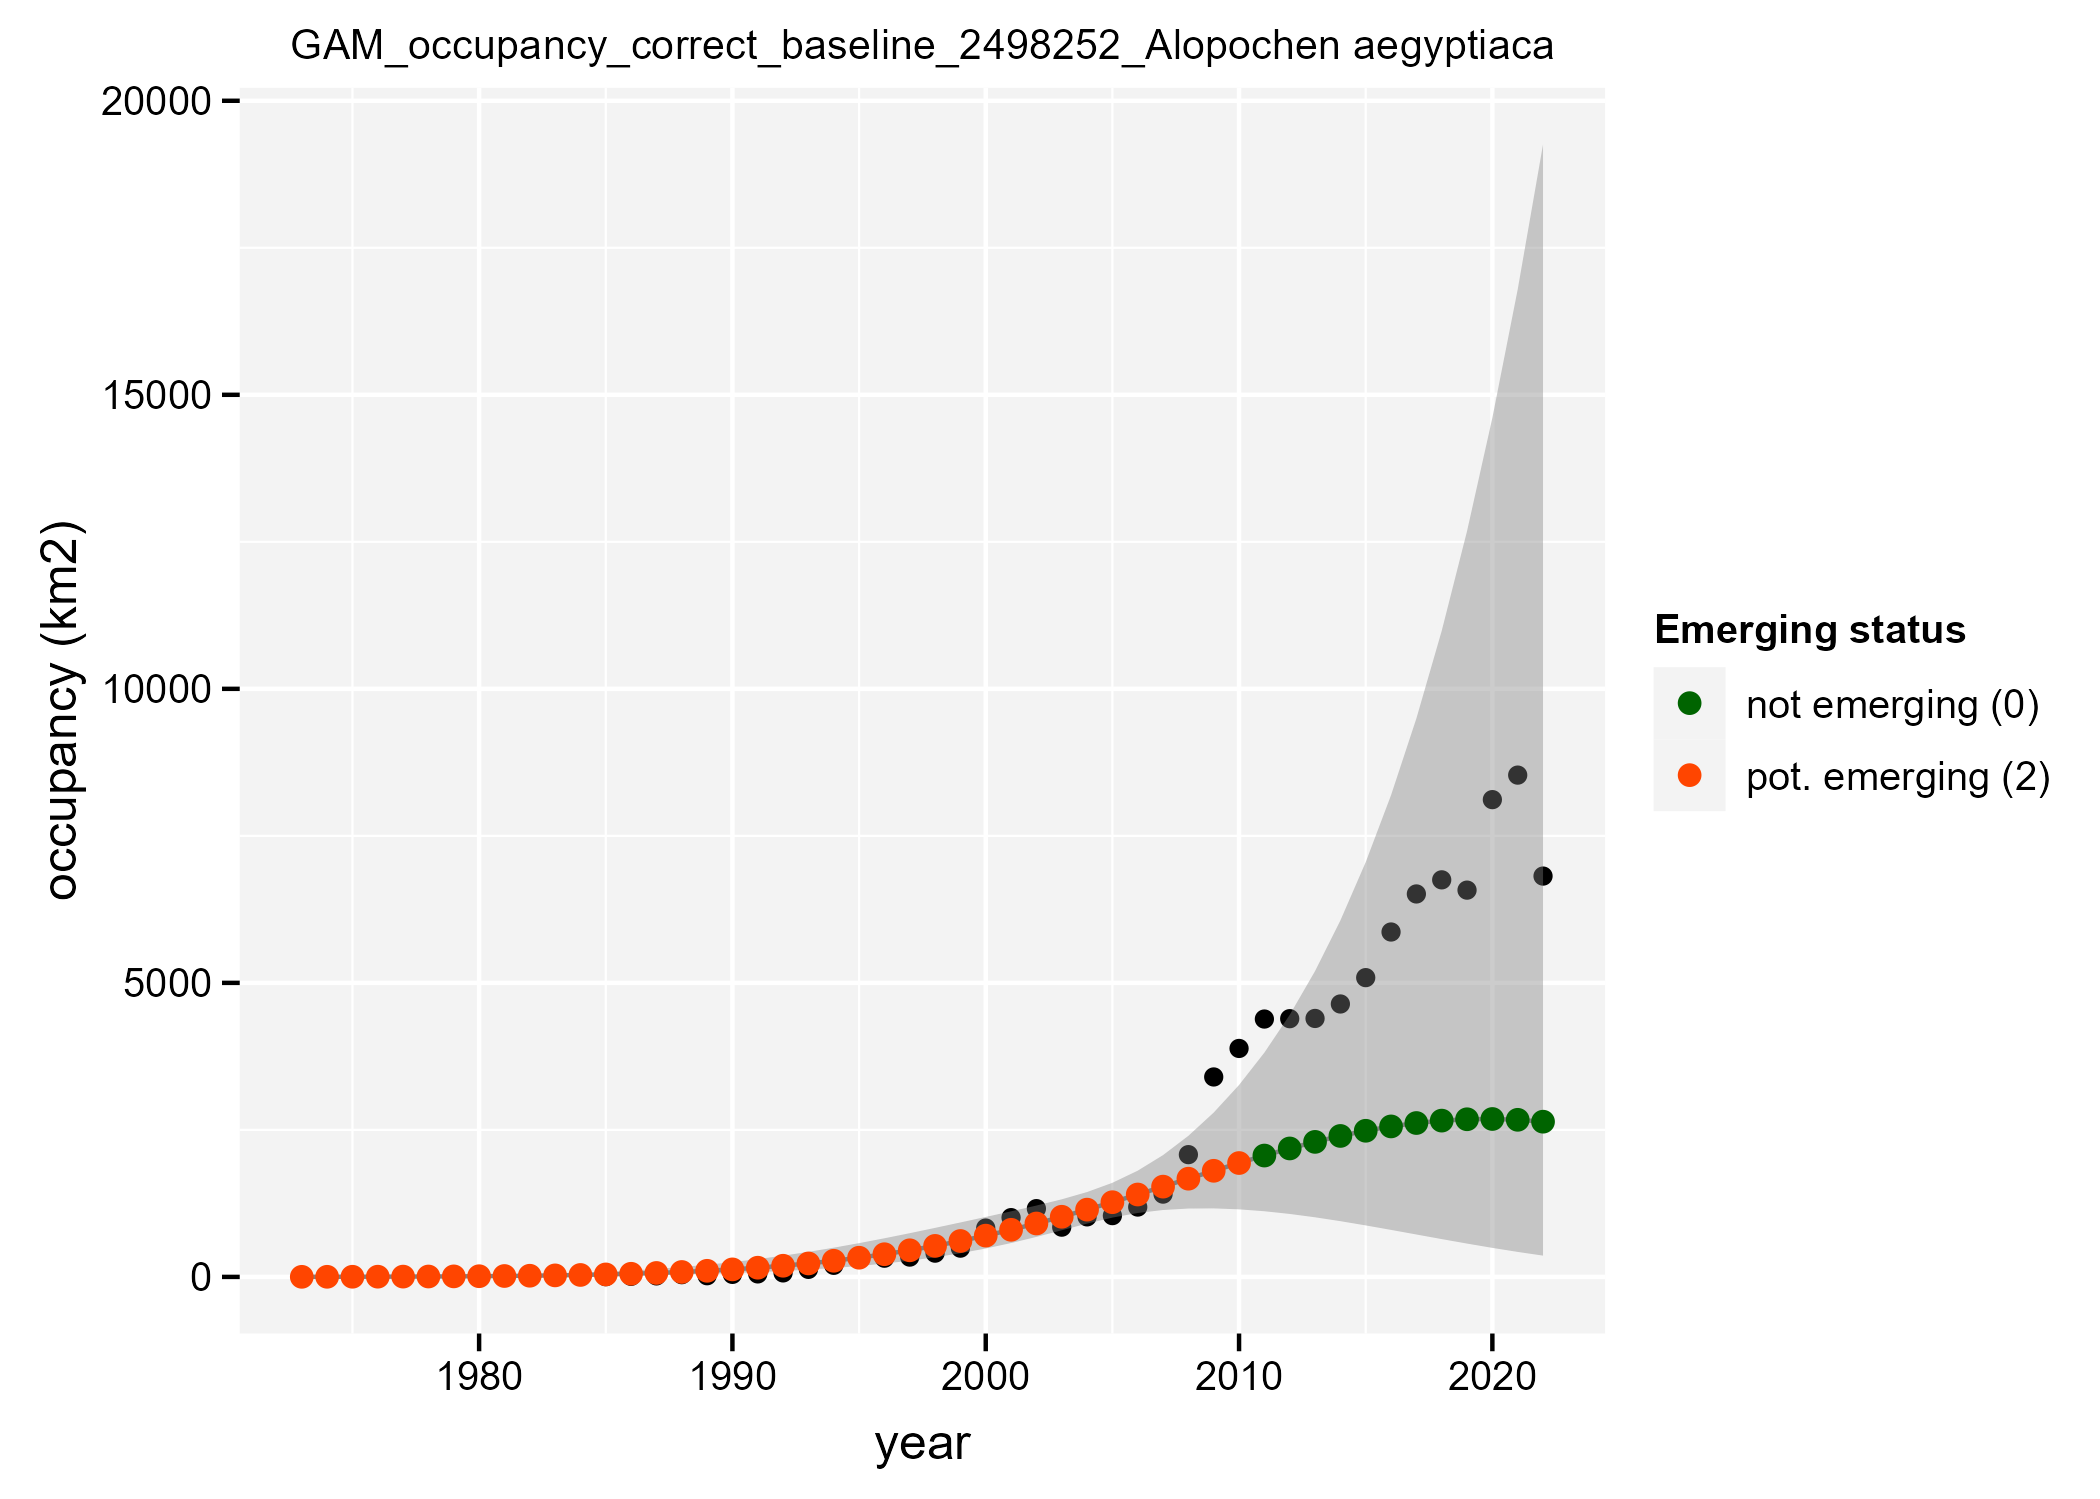 GAM_occupancy_correct_baseline_2498252_Alopochen aegyptiaca
20000
15000
10000
5000
0
occupancy (km2)
1980 1990 2000 2010 2020
year
Emerging status
not emerging (0)
pot. emerging (2)